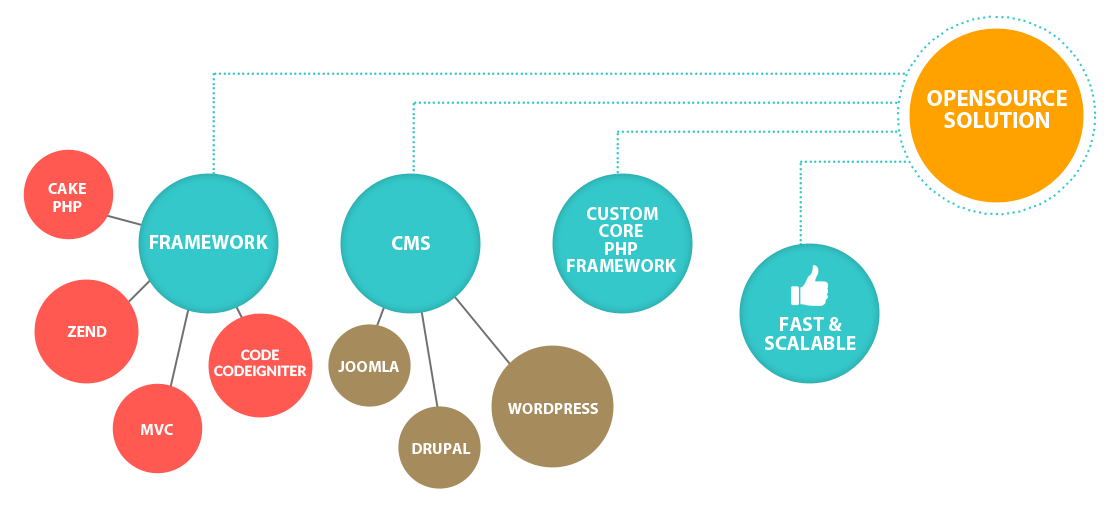 OPENSOURCE
SOLUTION
CAKE
PHP
FRAMEWORK
ZEND
MVC
CODE
CODEIGNITER
CMS
JOOMLA
DRUPAL
WORDPRESS
CUSTOM
CORE
PHP
FRAMEWORK
FAST &
SCALABLE